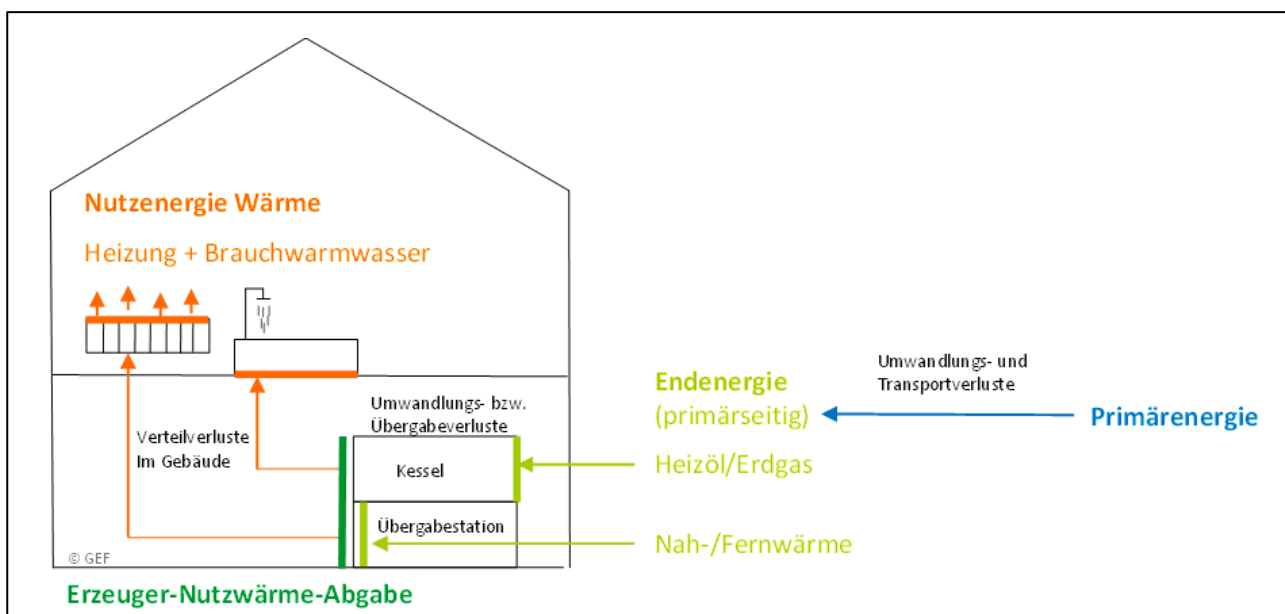 Nutzenergie Wärme
Heizung + Brauchwarmwasser
Umwandlungs- und
Transportverluste
Endenergie
(primärseitig)
Primärenergie
Umwandlungs- bzw.
Übergabeverluste
Verteilverluste
Im Gebäude
Kessel
Heizöl/Erdgas
Übergabestation
Nah-/Fernwärme
© GEF
Erzeuger-Nutzwärme-Abgabe